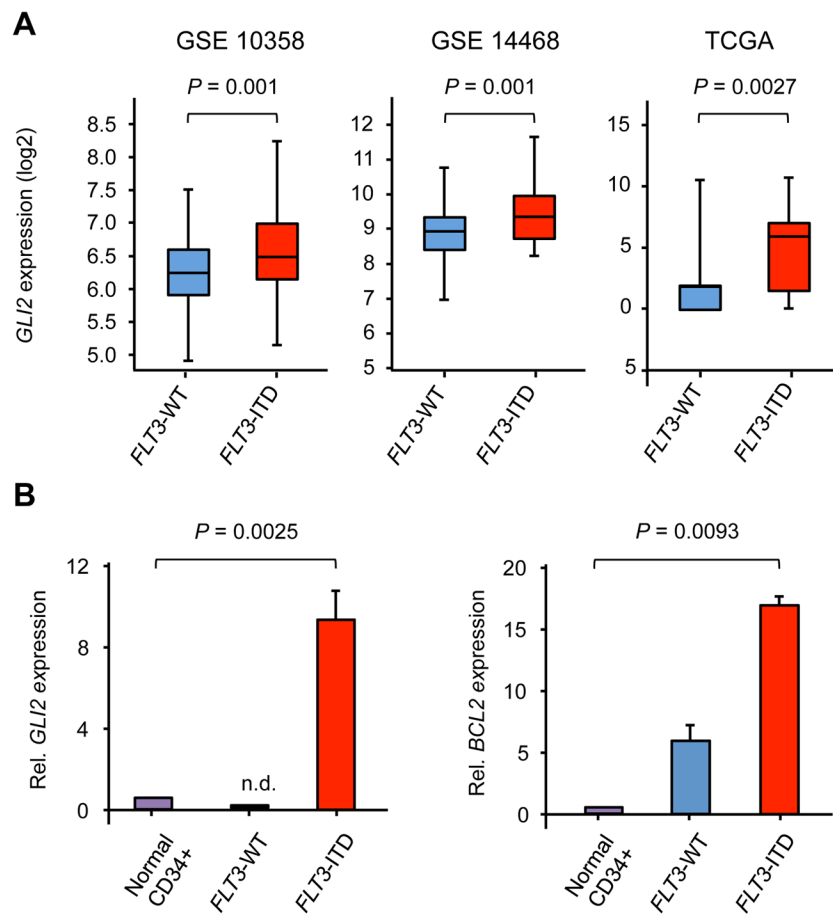 A
GSE 10358
GSE 14468
TCGA
P = 0.001
P = 0.001
P = 0.0027
GLI2 expression (log2)
8.5
8.0
7.5
7.0
6.5
6.0
5.5
5.0
12
11
10
9
8
7
6
5
15
10
5
0
5
FLT3-WT
FLT3-ITD
FLT3-WT
FLT3-ITD
FLT3-WT
FLT3-ITD
B
P = 0.0025
Rel. GLI2 expression
12
8
4
0
n.d.
Normal
CD34+
FLT3-WT
FLT3-ITD
P = 0.0093
Rel. BCL2 expression
20
15
10
5
0
Normal
CD34+
FLT3-WT
FLT3-ITD